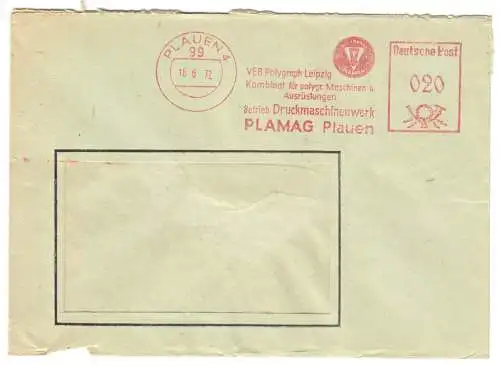 PLAUEN 4
99
16 6 72
VEB Polygraph Leipzig
Kombinat für polygr. Maschinen u.
Ausrüstungen
Betrieb Druckmaschinenwerk
PLAMAG Plauen
Deutsche Post
020